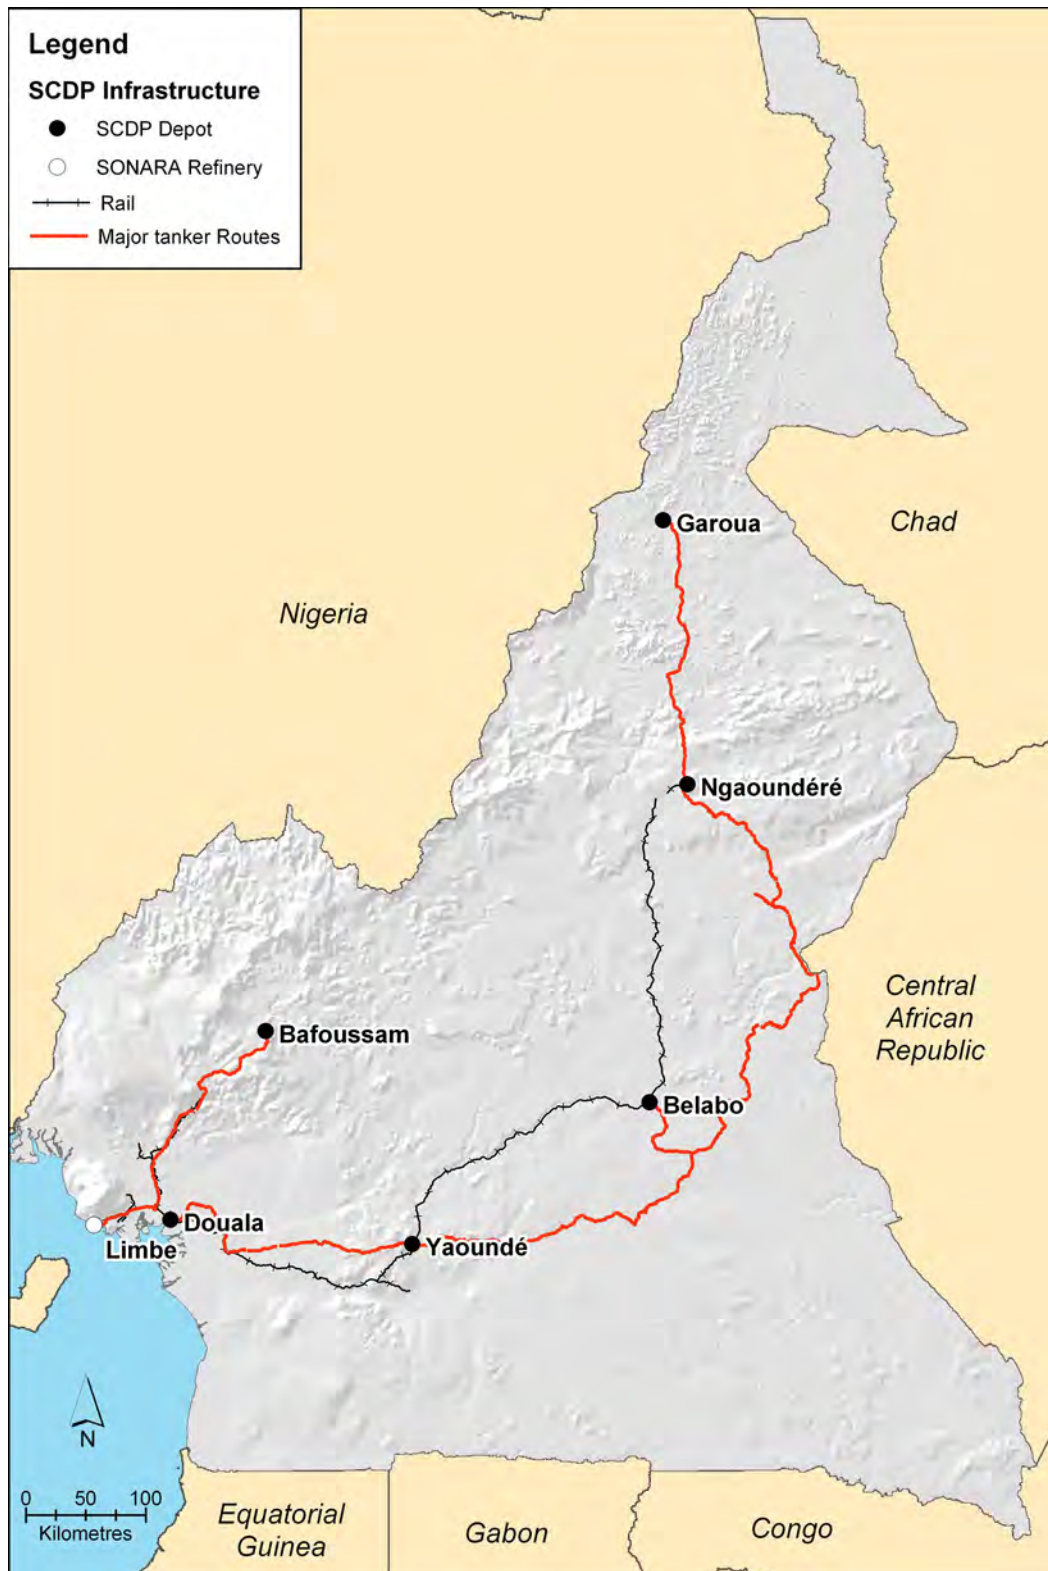 Legend
SCDP Infrastructure
SCDP Depot
SONARA Refinery
Rail
Major tanker Routes
Garoua
Chad
Nigeria
Ngaoundéré
Central
African
Republic
Bafoussam
Belabo
Douala
Limbe
Yaoundé
N
0 50 100
Kilometres
Equatorial
Guinea
Gabon
Congo